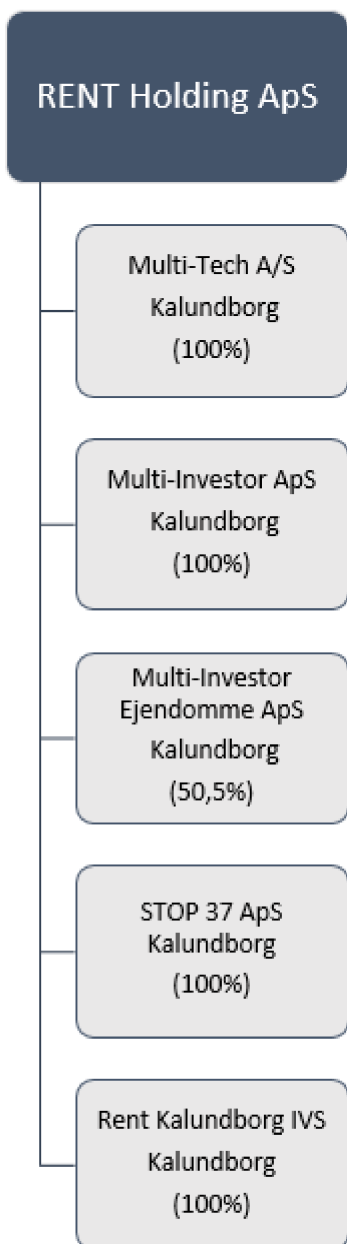 RENT Holding ApS
Multi-Tech A/S
Kalundborg
(100%)
Multi-Investor ApS
Kalundborg
(100%)
Multi-Investor
Ejendomme ApS
Kalundborg
(50,5%)
STOP 37 ApS
Kalundborg
(100%)
Rent Kalundborg IVS
Kalundborg
(100%)